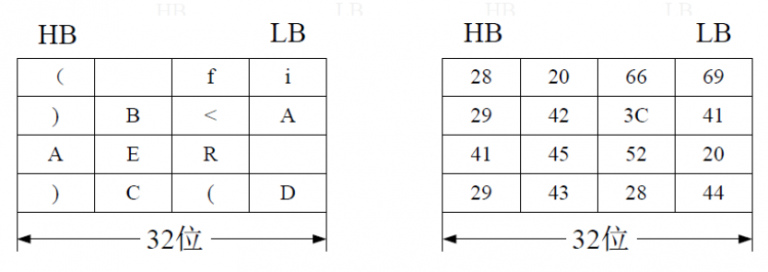 HB LB HB LB
( f i 28 20 66 69
) B < A 29 42 3C 41
A E R 41 45 52 20
) C ( D 29 43 28 44
32位 32位